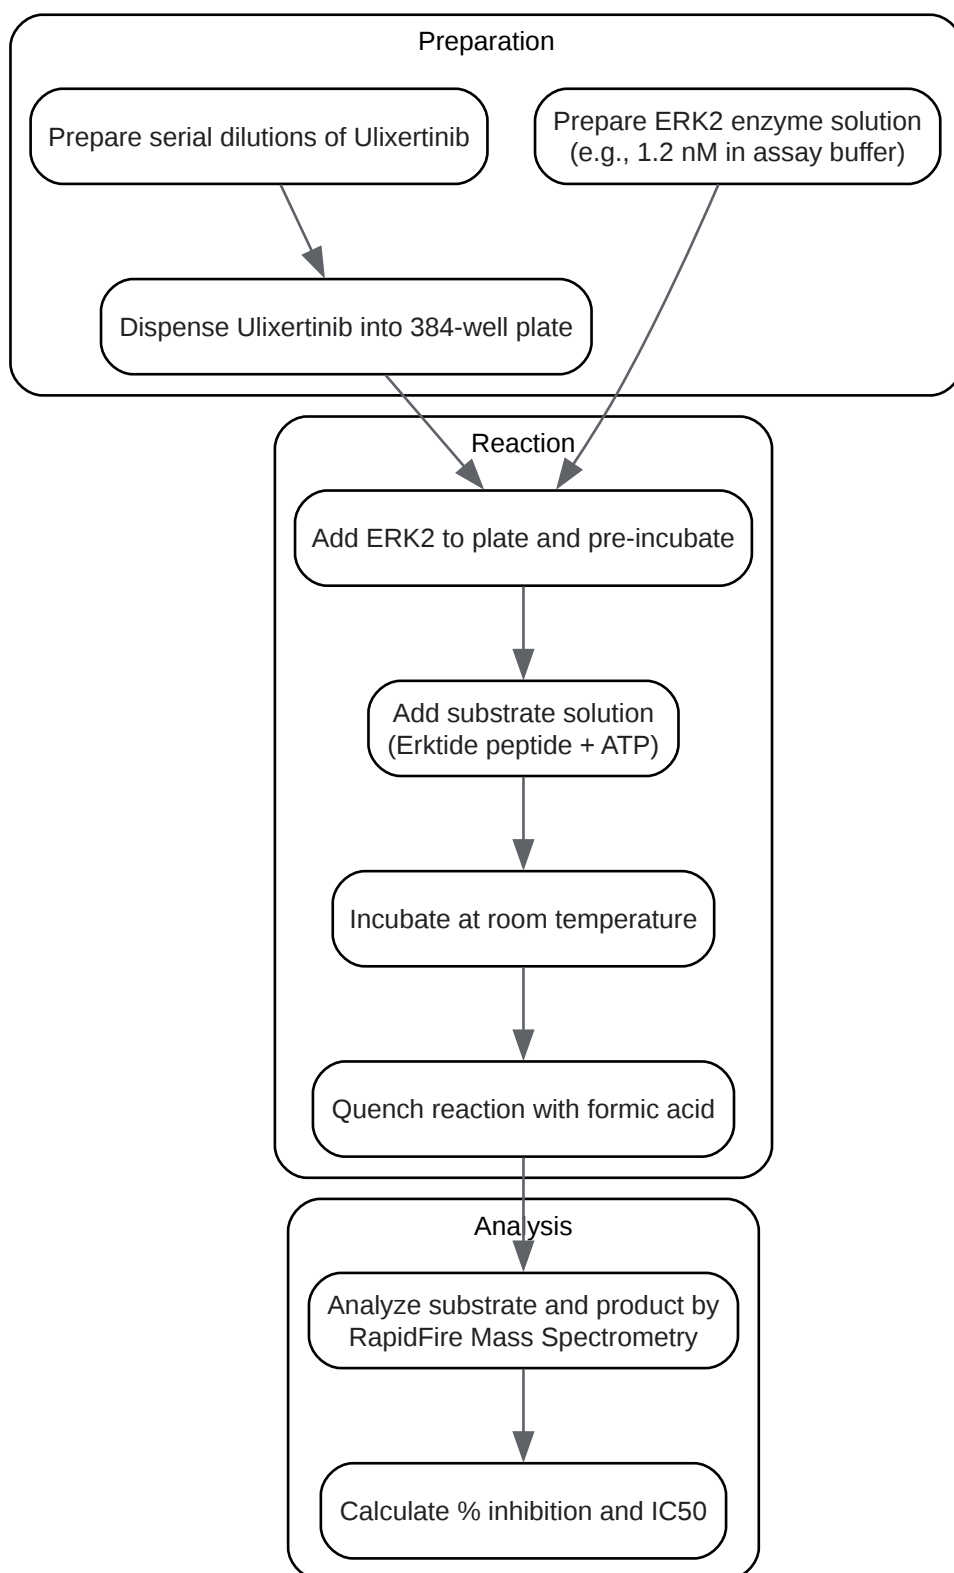 Preparation
Prepare serial dilutions of Ulixertinib
Prepare ERK2 enzyme solution
(e.g., 1.2 nM in assay buffer)
Dispense Ulixertinib into 384-well plate
Reaction
Add ERK2 to plate and pre-incubate
Add substrate solution
(Erktide peptide + ATP)
Incubate at room temperature
Quench reaction with formic acid
Analysis
Analyze substrate and product by
RapidFire Mass Spectrometry
Calculate % inhibition and IC50